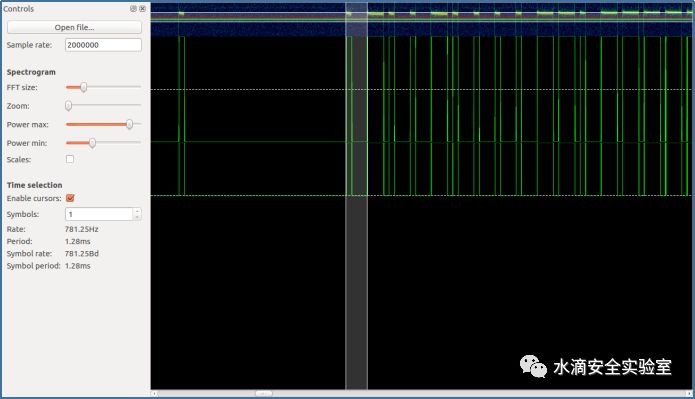 Controls
Open file...
Sample rate: 2000000
Spectrogram
FFT size:
Zoom:
Power max:
Power min:
Scales:
Time selection
Enable cursors:
Symbols: 1
Rate: 781.25Hz
Period: 1.28ms
Symbol rate: 781.25Bd
Symbol period: 1.28ms
水滴安全实验室